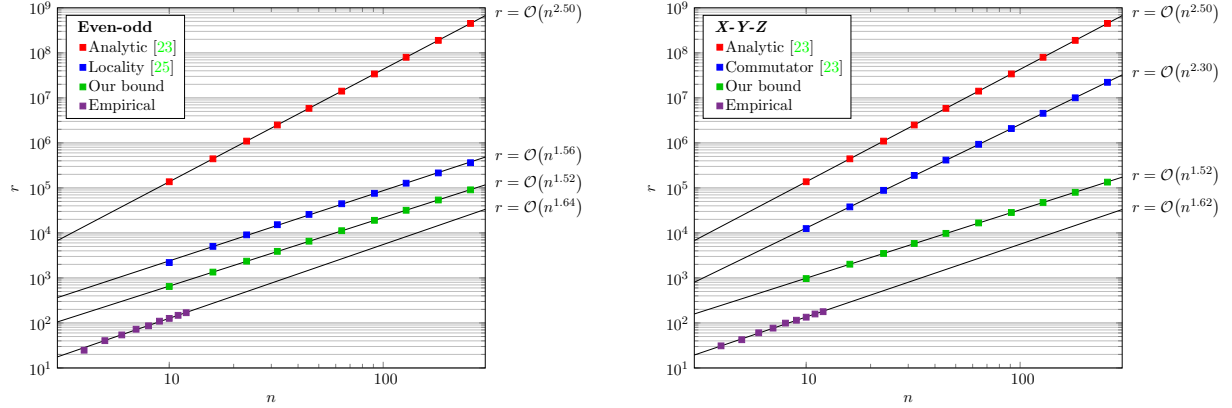 Even-odd
Analytic [23]
Locality [25]
Our bound
Empirical
10^9
10^8
10^7
10^6
10^5
10^4
10^3
10^2
10^1
r
10
100
n
r = O(n^{2.50})
r = O(n^{1.56})
r = O(n^{1.52})
r = O(n^{1.64})
X-Y-Z
Analytic [23]
Commutator [23]
Our bound
Empirical
10^9
10^8
10^7
10^6
10^5
10^4
10^3
10^2
10^1
r
10
100
n
r = O(n^{2.50})
r = O(n^{2.30})
r = O(n^{1.52})
r = O(n^{1.62})